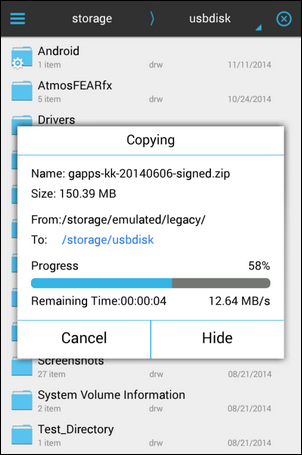 storage 〉 usbdisk
Android
1 item drw 11/11/2014
AtmosFEARfx
5 item drw 10/24/2014
Drivers
Copying
Name: gapps-kk-20140606-signed.zip
Size: 150.39 MB
From:/storage/emulated/legacy/
To: /storage/usbdisk
Progress 58%
Remaining Time:00:00:04 12.64 MB/s
Cancel Hide
Screenshots
27 item drw 08/21/2014
System Volume Information
2 item drw 08/21/2014
Test_Directory
1 item drw 08/21/2014